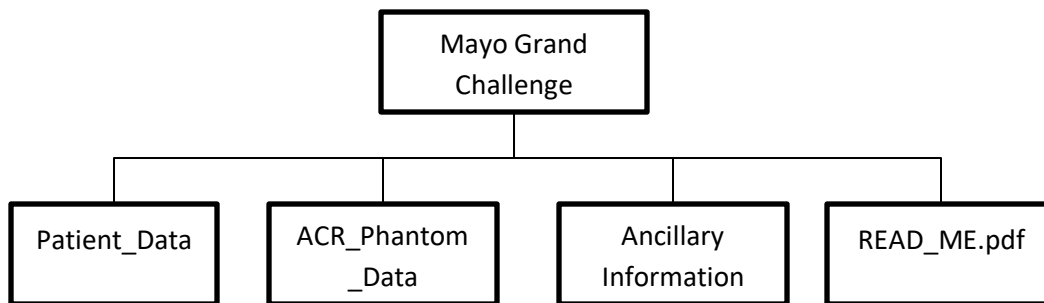 Mayo Grand
Challenge
Patient_Data
ACR_Phantom
_Data
Ancillary
Information
READ_ME.pdf